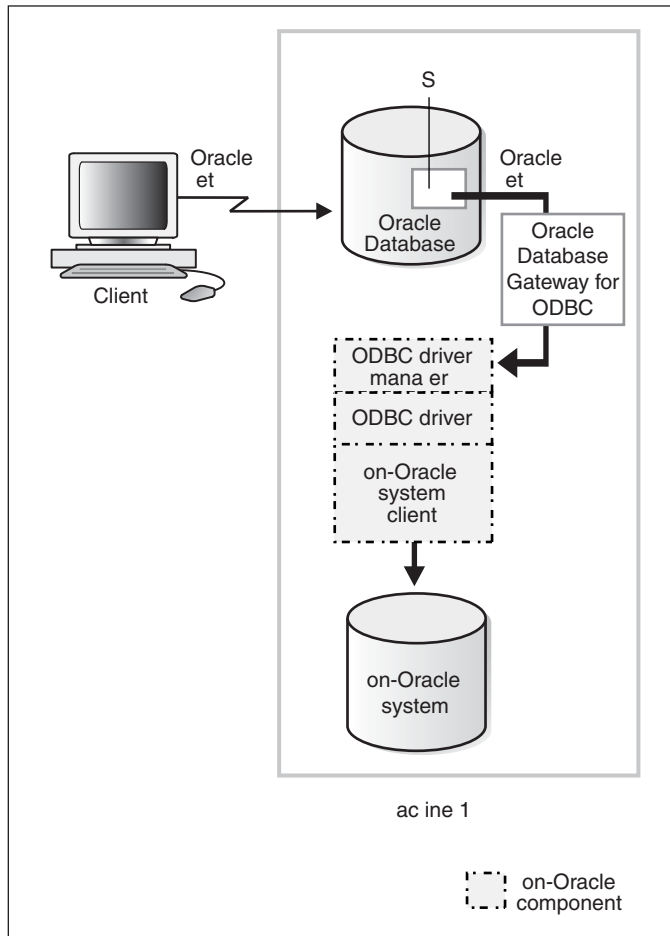 S
Oracle
et
Oracle
et
Oracle
Database
Client
Oracle
Database
Gateway for
ODBC
ODBC driver
mana er
ODBC driver
on-Oracle
system
client
on-Oracle
system
ac ine 1
on-Oracle
component